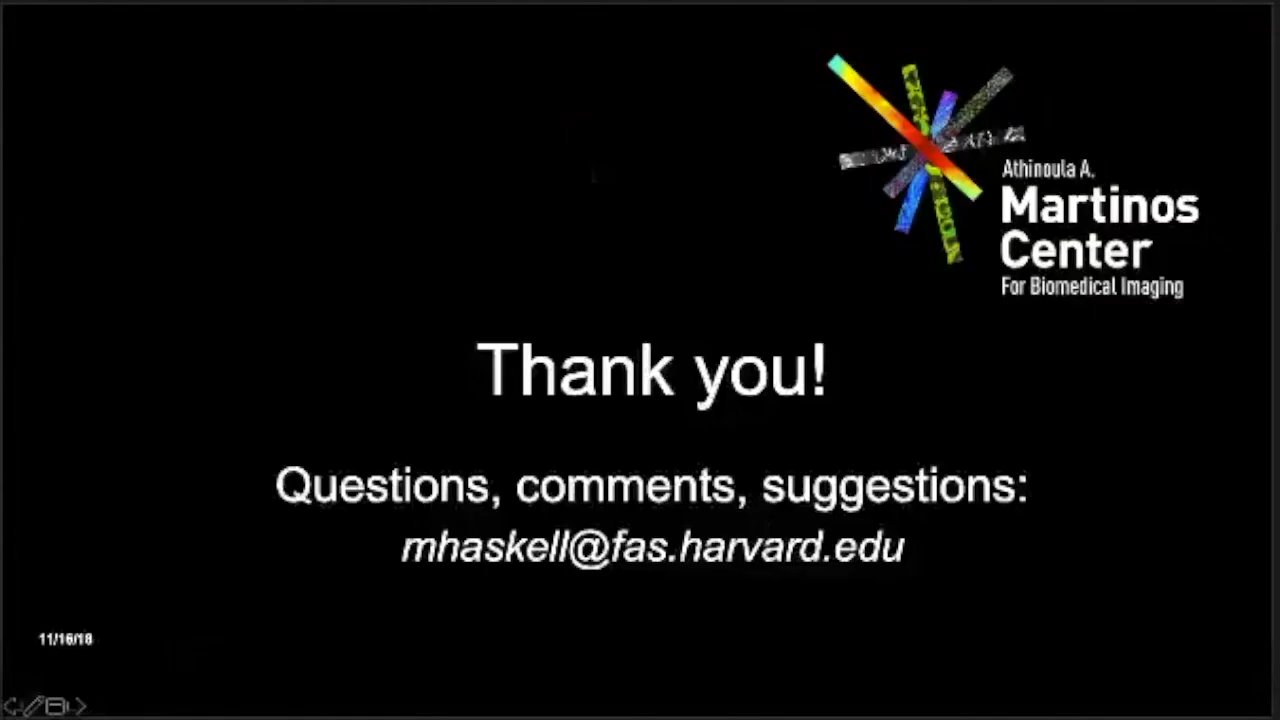 Athinoula A.
Martinos
Center
For Biomedical Imaging
Thank you!
Questions, comments, suggestions:
mhaskell@fas.harvard.edu
11/16/18